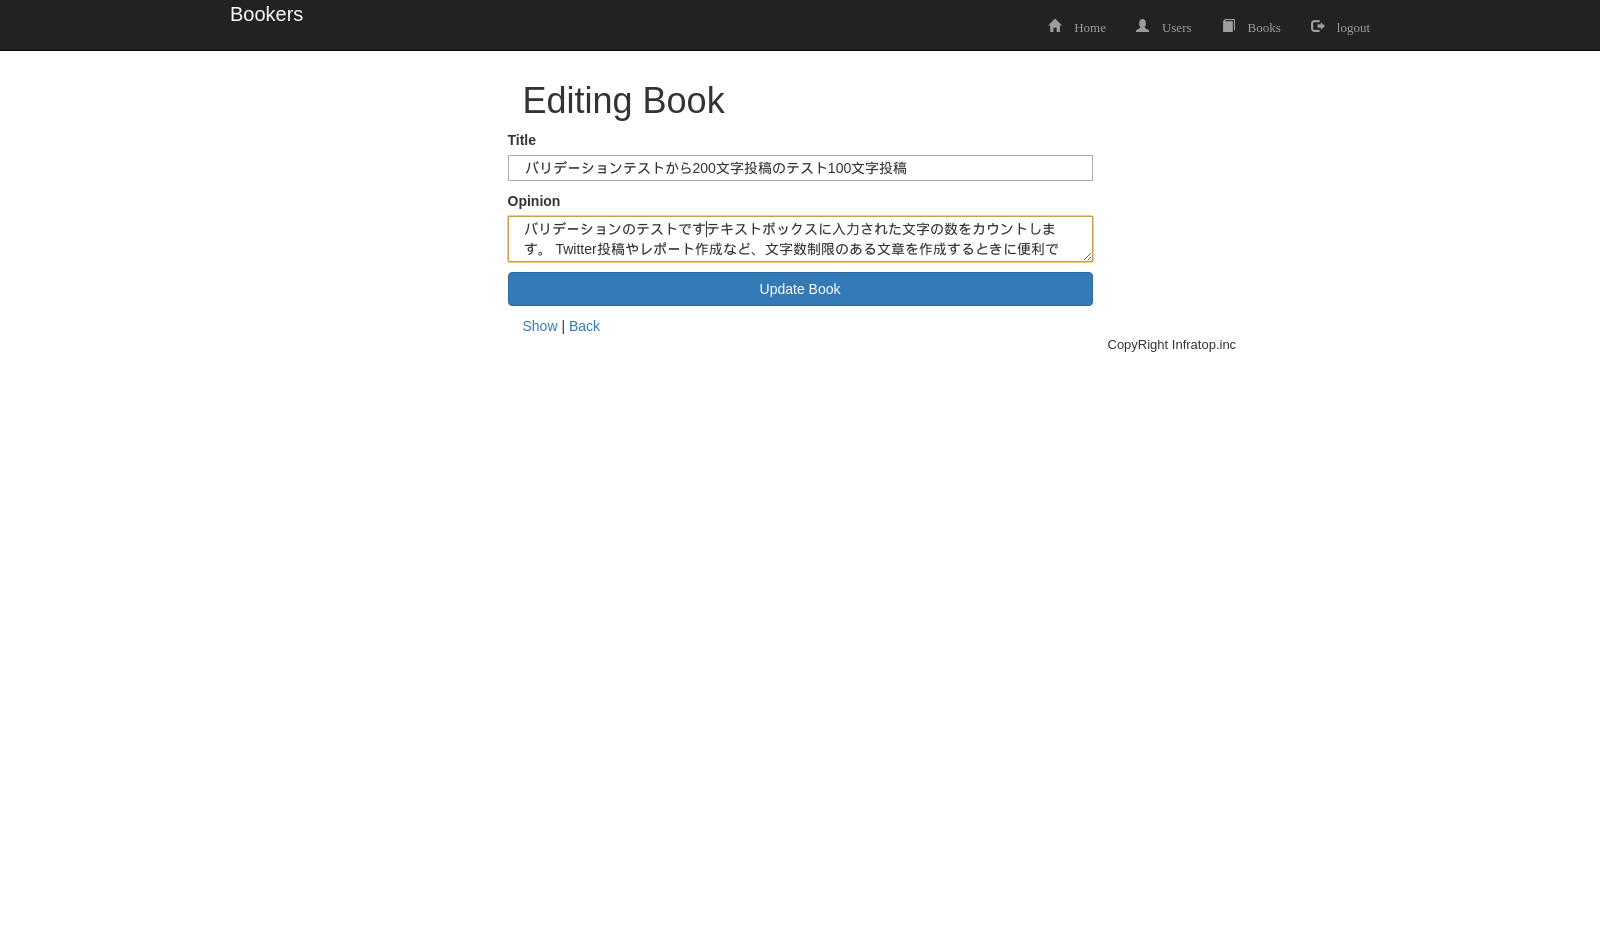 Bookers
Home Users Books logout
Editing Book
Title
バリデーションテストから200文字投稿のテスト100文字投稿
Opinion
バリデーションのテストですテキストボックスに入力された文字の数をカウントしま
す。 Twitter投稿やレポート作成など、文字数制限のある文章を作成するときに便利で
Update Book
Show | Back
CopyRight Infratop.inc